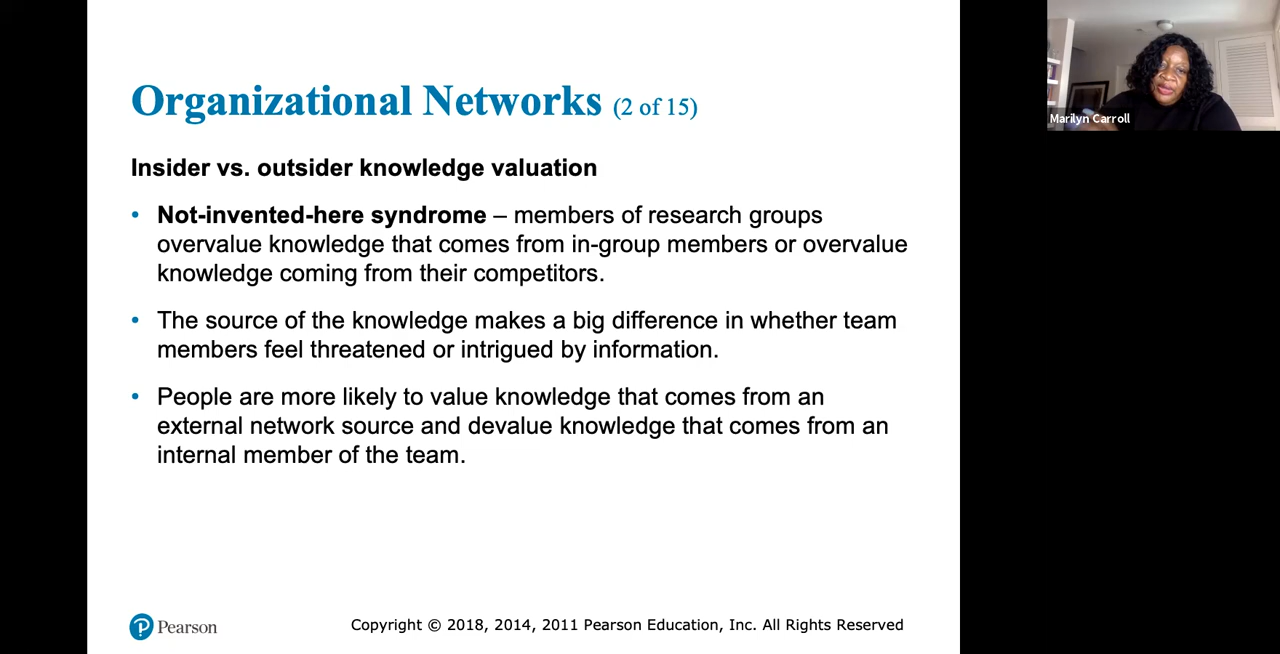 Organizational Networks (2 of 15)
Insider vs. outsider knowledge valuation
• Not-invented-here syndrome – members of research groups
overvalue knowledge that comes from in-group members or overvalue
knowledge coming from their competitors.
• The source of the knowledge makes a big difference in whether team
members feel threatened or intrigued by information.
• People are more likely to value knowledge that comes from an
external network source and devalue knowledge that comes from an
internal member of the team.
Pearson
Copyright © 2018, 2014, 2011 Pearson Education, Inc. All Rights Reserved
Marilyn Carroll